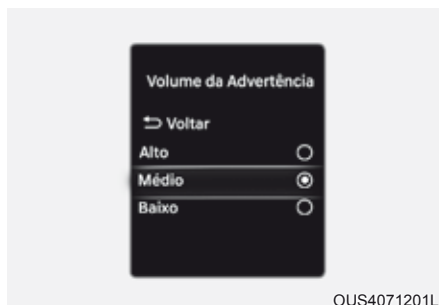 Volume da Advertência
Voltar
Alto
Médio
Baixo
OUS4071201L